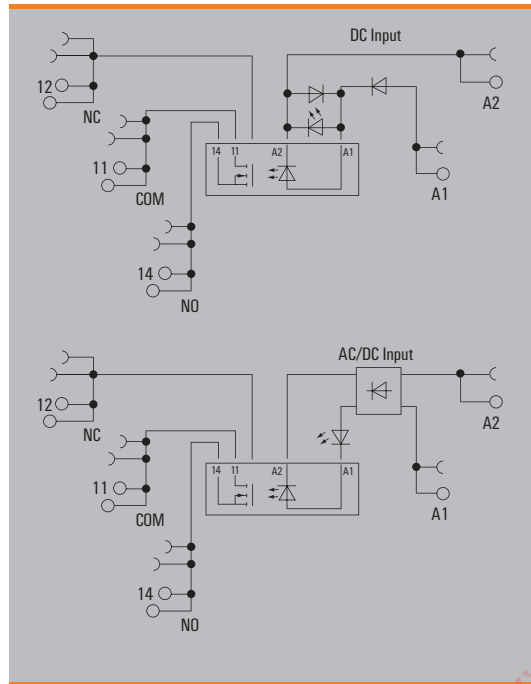 DC Input
12
NC
A2
11
COM
A1
14 11 A2 A1
14
NO
AC/DC Input
12
NC
A2
11
COM
A1
14 11 A2 A1
14
NO